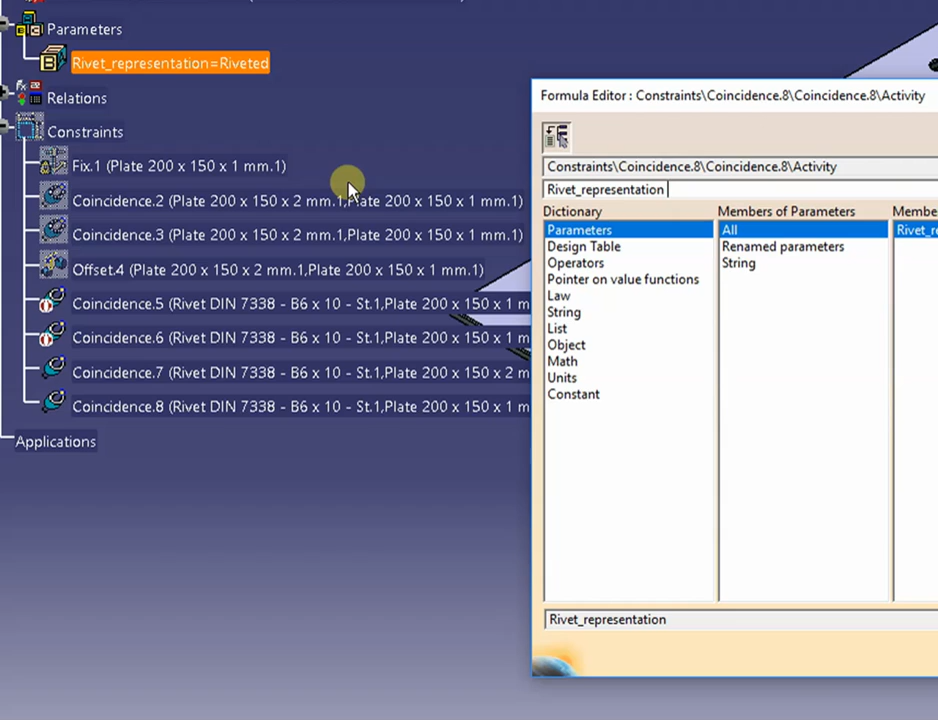 Parameters
Rivet_representation=Riveted
Relations
Constraints
Fix.1 (Plate 200 x 150 x 1 mm.1)
Coincidence.2 (Plate 200 x 150 x 2 mm.1,Plate 200 x 150 x 1 mm.1)
Coincidence.3 (Plate 200 x 150 x 2 mm.1,Plate 200 x 150 x 1 mm.1)
Offset.4 (Plate 200 x 150 x 2 mm.1,Plate 200 x 150 x 1 mm.1)
Coincidence.5 (Rivet DIN 7338 - B6 x 10 - St.1,Plate 200 x 150 x 1 m
Coincidence.6 (Rivet DIN 7338 - B6 x 10 - St.1,Plate 200 x 150 x 1 m
Coincidence.7 (Rivet DIN 7338 - B6 x 10 - St.1,Plate 200 x 150 x 2 m
Coincidence.8 (Rivet DIN 7338 - B6 x 10 - St.1,Plate 200 x 150 x 1 m
Applications
Formula Editor : Constraints\Coincidence.8\Coincidence.8\Activity
Constraints\Coincidence.8\Coincidence.8\Activity
Rivet_representation
Dictionary
Parameters
Design Table
Operators
Pointer on value functions
Law
String
List
Object
Math
Units
Constant
Members of Parameters
All
Renamed parameters
String
Membe
Rivet_r
Rivet_representation